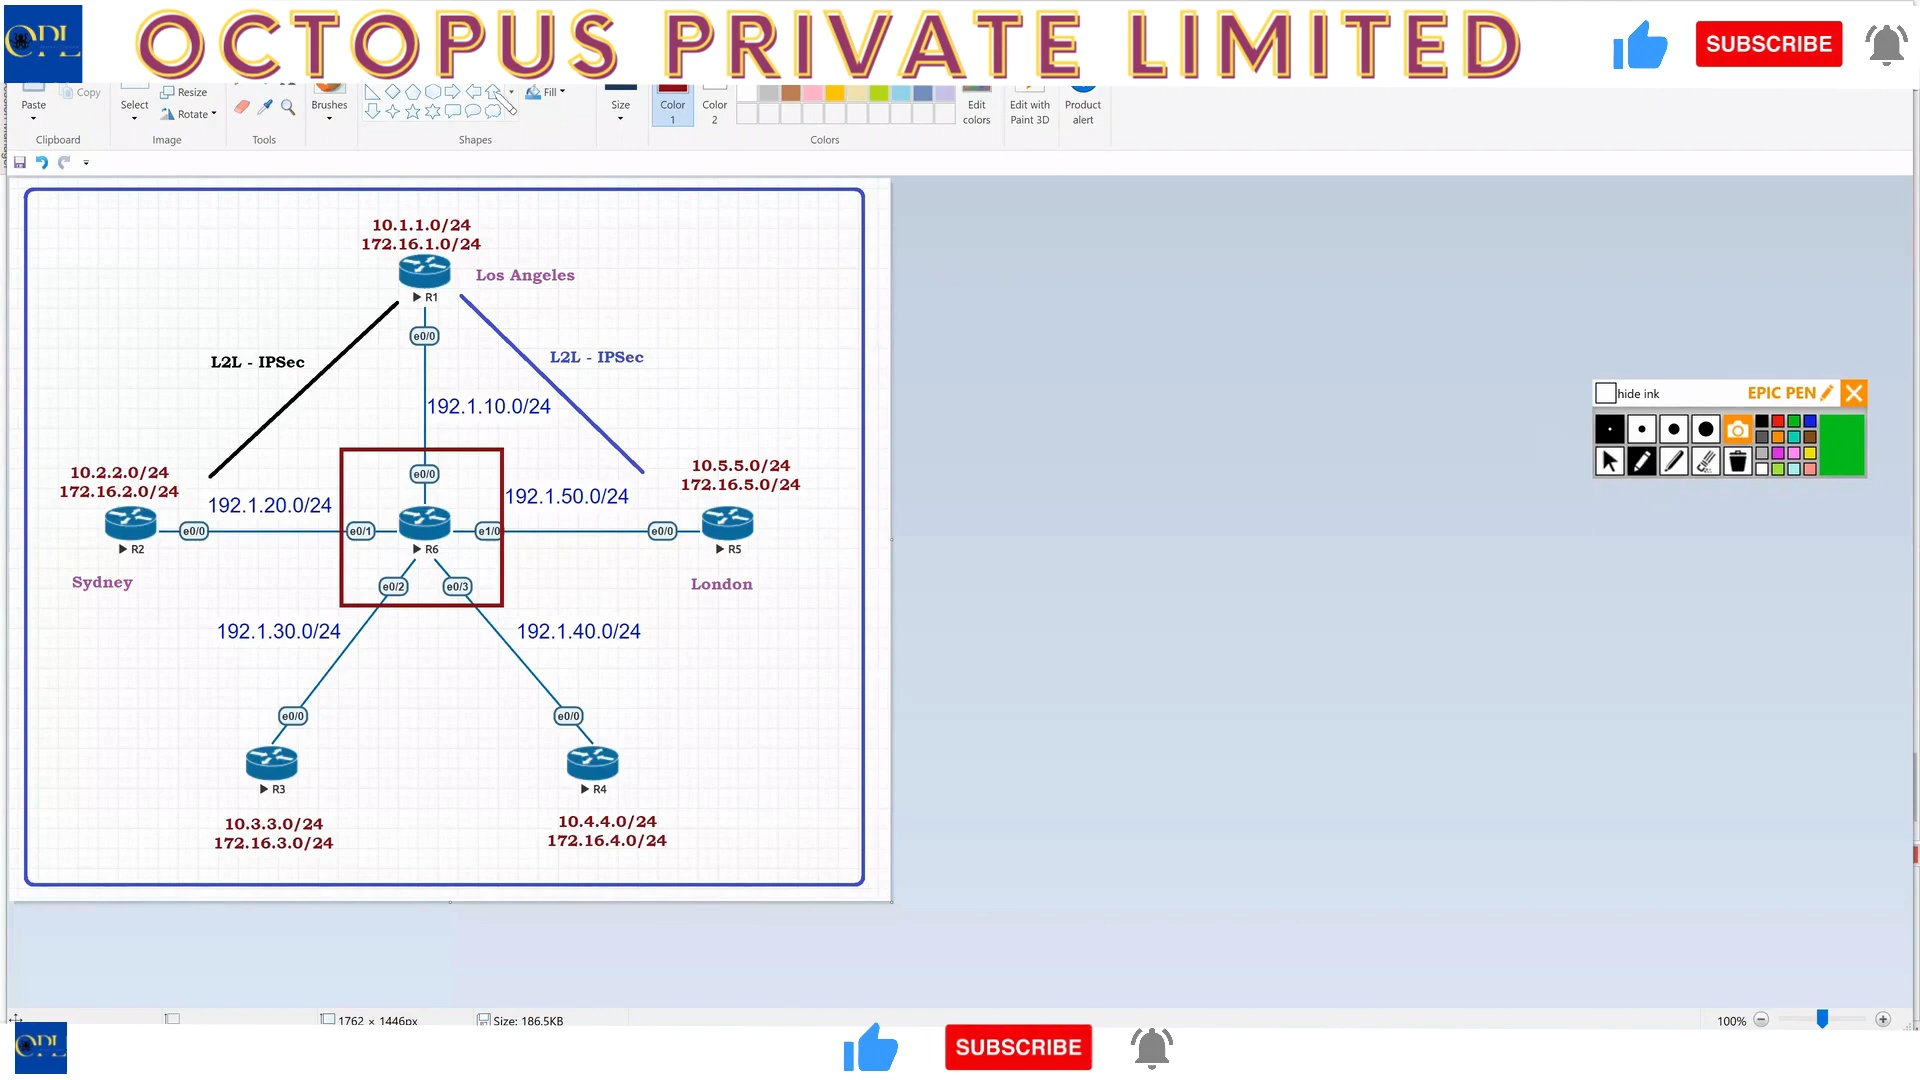 OPL
OCTOPUS PRIVATE LIMITED
SUBSCRIBE
Paste
Copy
Clipboard
Select
Resize
Rotate
Image
Tools
Brushes
Shapes
Fill
Size
Color
1
Color
2
Colors
Edit
colors
Edit with
Paint 3D
Product
alert
10.1.1.0/24
172.16.1.0/24
Los Angeles
R1
e0/0
L2L - IPSec
L2L - IPSec
192.1.10.0/24
10.2.2.0/24
172.16.2.0/24
192.1.20.0/24
e0/0
192.1.50.0/24
10.5.5.0/24
172.16.5.0/24
e0/0
e0/1
e1/0
e0/0
R2
R6
R5
Sydney
London
e0/2
e0/3
192.1.30.0/24
192.1.40.0/24
e0/0
e0/0
R3
R4
10.3.3.0/24
172.16.3.0/24
10.4.4.0/24
172.16.4.0/24
hide ink
EPIC PEN
1762 × 1446px
Size: 186.5KB
100%
OPL
SUBSCRIBE